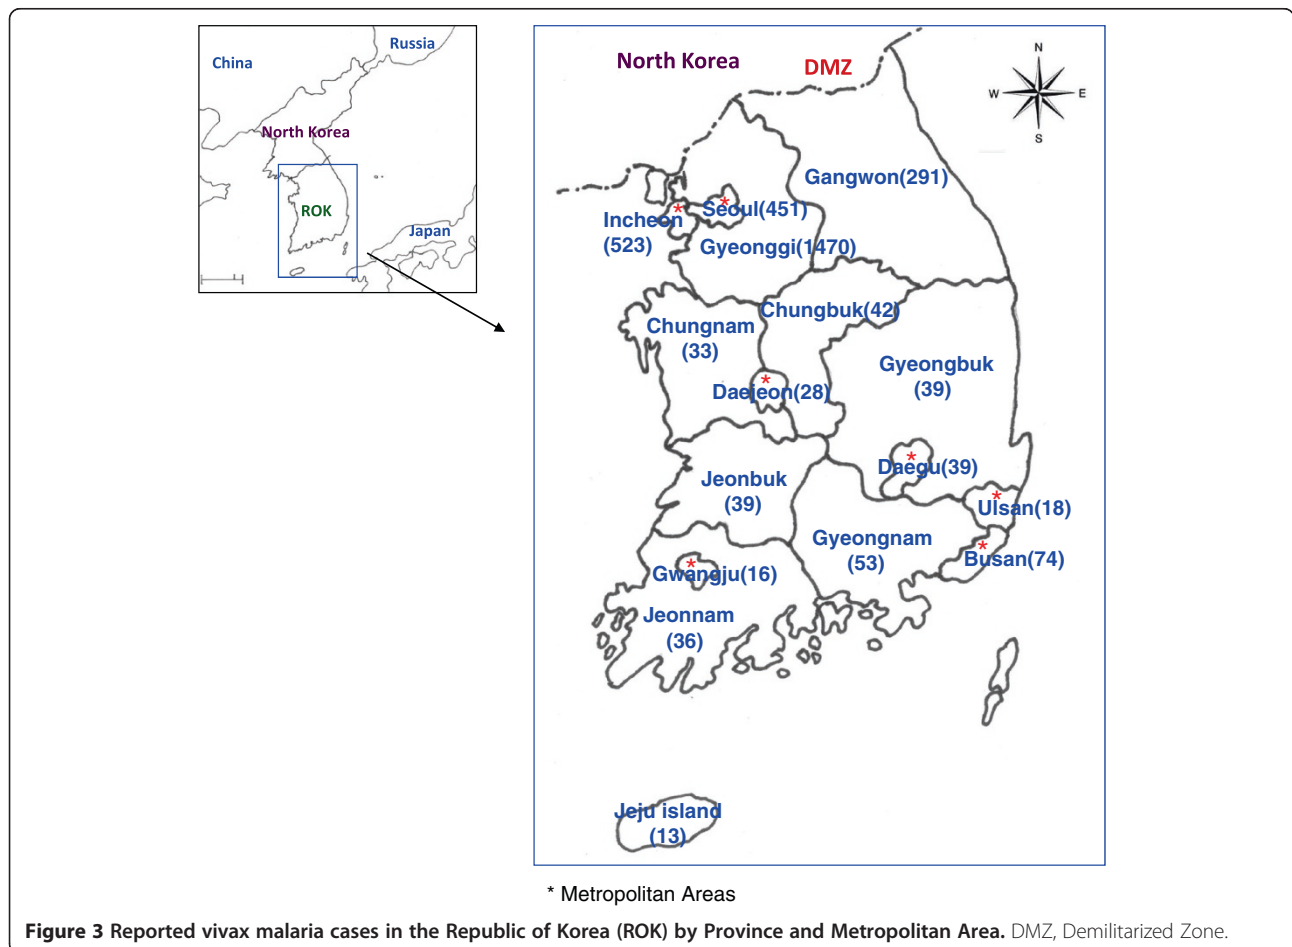 China
Russia
North Korea
ROK
Japan
North Korea
DMZ
N
W
E
S
Gangwon(291)
Seoul(451)
Incheon
(523)
Gyeonggi(1470)
Chungbuk(42)
Chungnam
(33)
Gyeongbuk
(39)
Daejeon(28)
Daegu(39)
Jeonbuk
(39)
Ulsan(18)
Gyeongnam
(53)
Busan(74)
Gwangju(16)
Jeonnam
(36)
Jeju island
(13)
* Metropolitan Areas
Figure 3 Reported vivax malaria cases in the Republic of Korea (ROK) by Province and Metropolitan Area. DMZ, Demilitarized Zone.